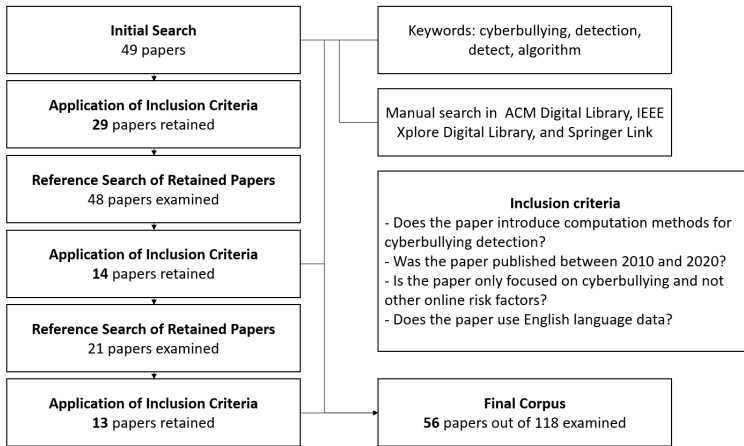 Initial Search
49 papers
Application of Inclusion Criteria
29 papers retained
Reference Search of Retained Papers
48 papers examined
Application of Inclusion Criteria
14 papers retained
Reference Search of Retained Papers
21 papers examined
Application of Inclusion Criteria
13 papers retained
Keywords: cyberbullying, detection,
detect, algorithm
Manual search in ACM Digital Library, IEEE
Xplore Digital Library, and Springer Link
Inclusion criteria
- Does the paper introduce computation methods for
cyberbullying detection?
- Was the paper published between 2010 and 2020?
- Is the paper only focused on cyberbullying and not
other online risk factors?
- Does the paper use English language data?
Final Corpus
56 papers out of 118 examined